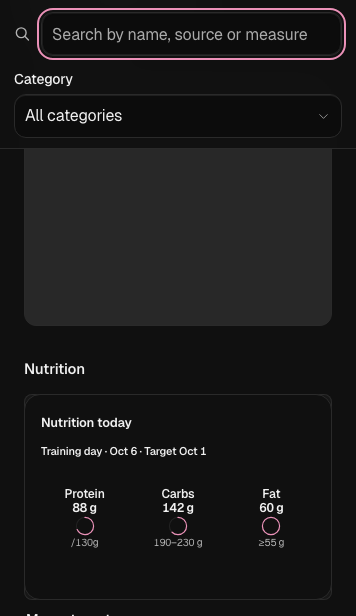 Search by name, source or measure
Category
All categories
Nutrition
Nutrition today
Training day · Oct 6 · Target Oct 1
Protein Carbs Fat
88 g 142 g 60 g
/130g 190–230 g ≥55 g